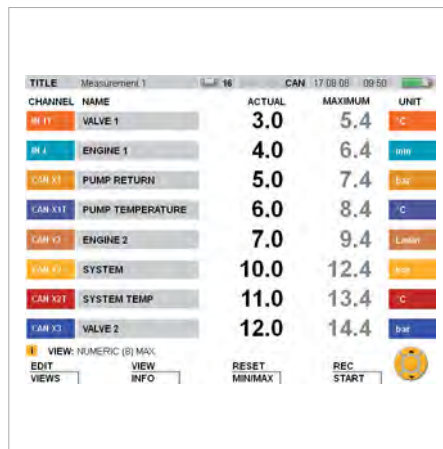 TITLE Measurement 1 16 CAN 17.08.08 09:50
CHANNEL NAME ACTUAL MAXIMUM UNIT
IN 1T VALVE 1 3.0 5.4 °C
IN 4 ENGINE 1 4.0 6.4 mm
CAN X1 PUMP RETURN 5.0 7.4 bar
CAN X1T PUMP TEMPERATURE 6.0 8.4 °C
CAN X2 ENGINE 2 7.0 9.4 L/min
SYSTEM 10.0 12.4 bar
CAN X2T SYSTEM TEMP 11.0 13.4 °C
CAN X3 VALVE 2 12.0 14.4 bar
i VIEW: NUMERIC (8) MAX
EDIT VIEW RESET REC
VIEWS INFO MIN/MAX START